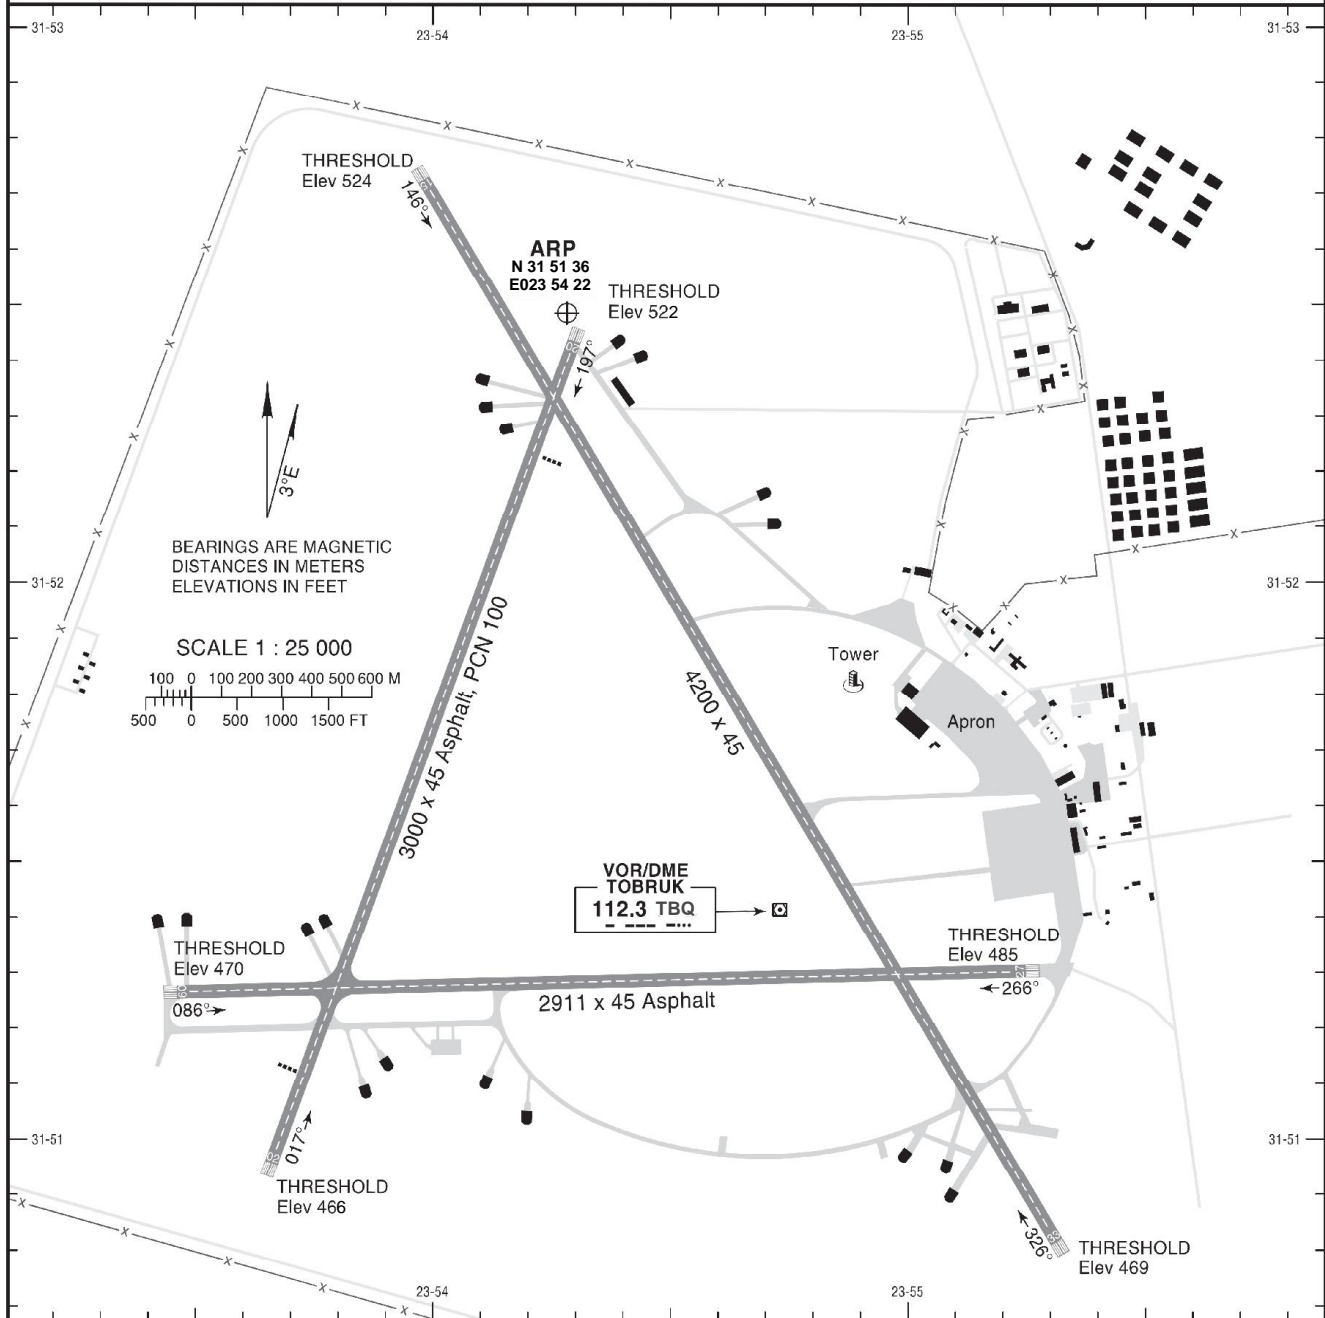 31-53
23-54
23-55
31-53
THRESHOLD
Elev 524
146°
ARP
N 31 51 36
E023 54 22
THRESHOLD
Elev 522
197°
3°E
BEARINGS ARE MAGNETIC
DISTANCES IN METERS
ELEVATIONS IN FEET
31-52
31-52
SCALE 1 : 25 000
100 0 100 200 300 400 500 600 M
500 0 500 1000 1500 FT
3000 x 45 Asphalt, PCN 100
4200 x 45
Tower
Apron
VOR/DME
TOBRUK
112.3 TBQ
THRESHOLD
Elev 470
086°
THRESHOLD
Elev 485
266°
2911 x 45 Asphalt
31-51
31-51
017°
THRESHOLD
Elev 466
02
326°
THRESHOLD
Elev 469
23-54
23-55